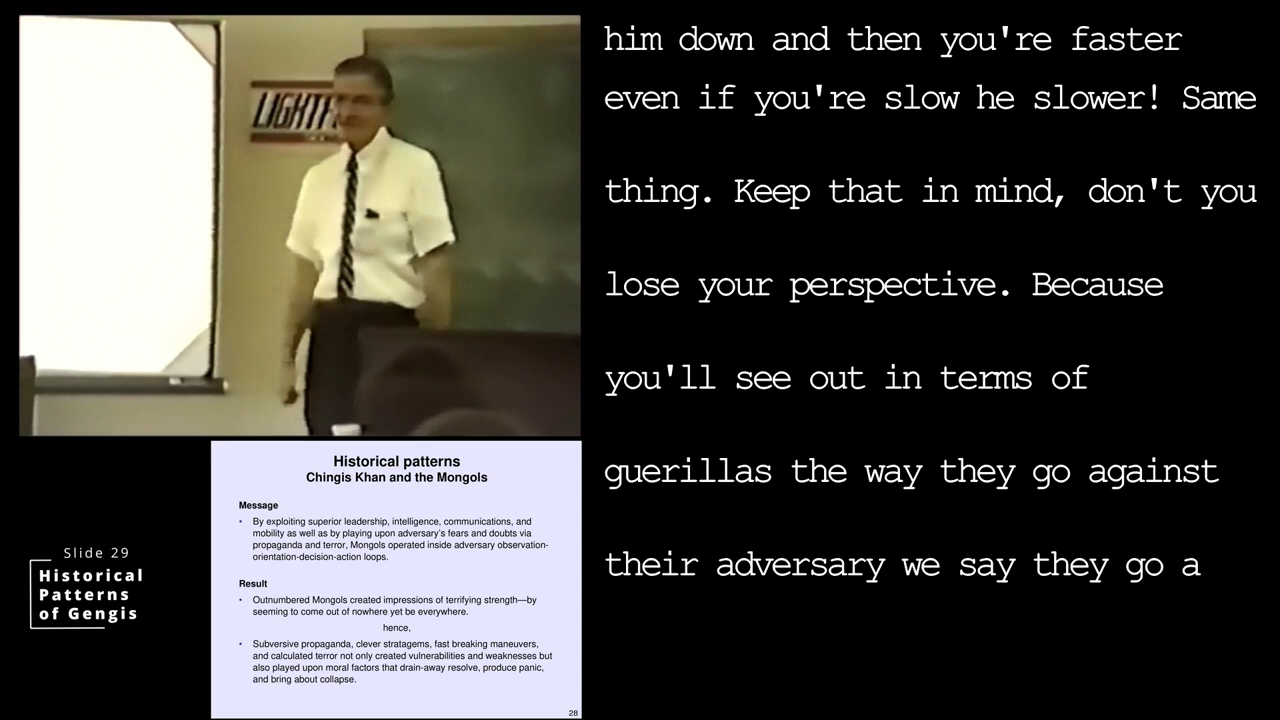 him down and then you're faster
even if you're slow he slower! Same
thing. Keep that in mind, don't you
lose your perspective. Because
you'll see out in terms of
guerillas the way they go against
their adversary we say they go a
Historical patterns
Chingis Khan and the Mongols
Message
• By exploiting superior leadership, intelligence, communications, and
mobility as well as by playing upon adversary's fears and doubts via
propaganda and terror, Mongols operated inside adversary observation-
orientation-decision-action loops.
Result
• Outnumbered Mongols created impressions of terrifying strength—by
seeming to come out of nowhere yet be everywhere.
hence,
• Subversive propaganda, clever stratagems, fast breaking maneuvers,
and calculated terror not only created vulnerabilities and weaknesses but
also played upon moral factors that drain-away resolve, produce panic,
and bring about collapse.
28
Slide 29
Historical
Patterns
of Gengis